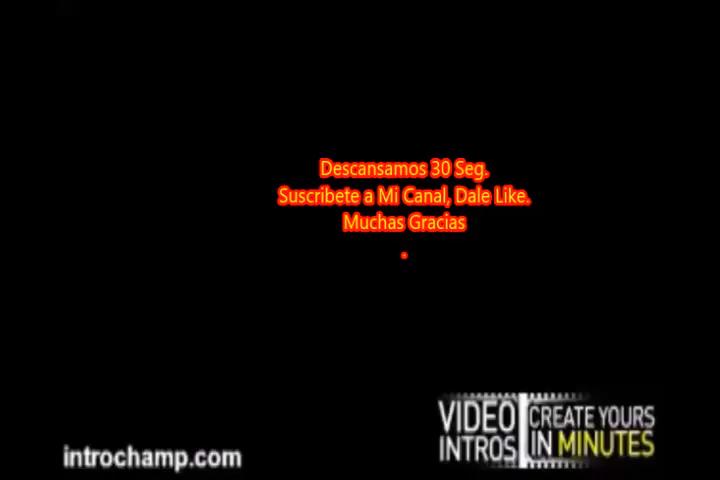 Descansamos 30 Seg.
Suscribete a Mi Canal, Dale Like.
Muchas Gracias
.
introchamp.com
VIDEO INTROS
CREATE YOURS IN MINUTES